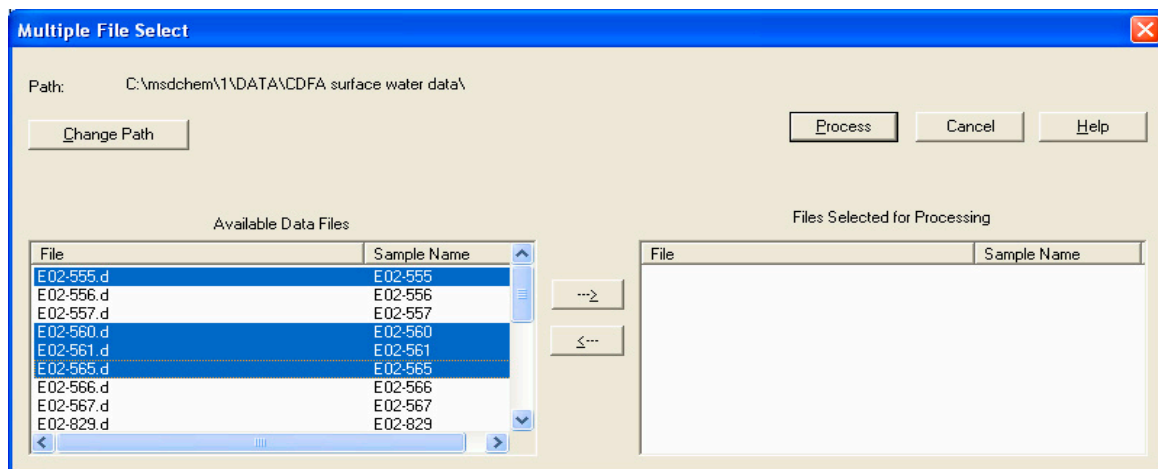 Multiple File Select
Path: C:\msdchem\1\DATA\CDFA surface water data\
Change Path
Process Cancel Help
Available Data Files
File Sample Name
E02-555.d E02-555
E02-556.d E02-556
E02-557.d E02-557
E02-560.d E02-560
E02-561.d E02-561
E02-565.d E02-565
E02-566.d E02-566
E02-567.d E02-567
E02-829.d E02-829
--->
<---
Files Selected for Processing
File Sample Name